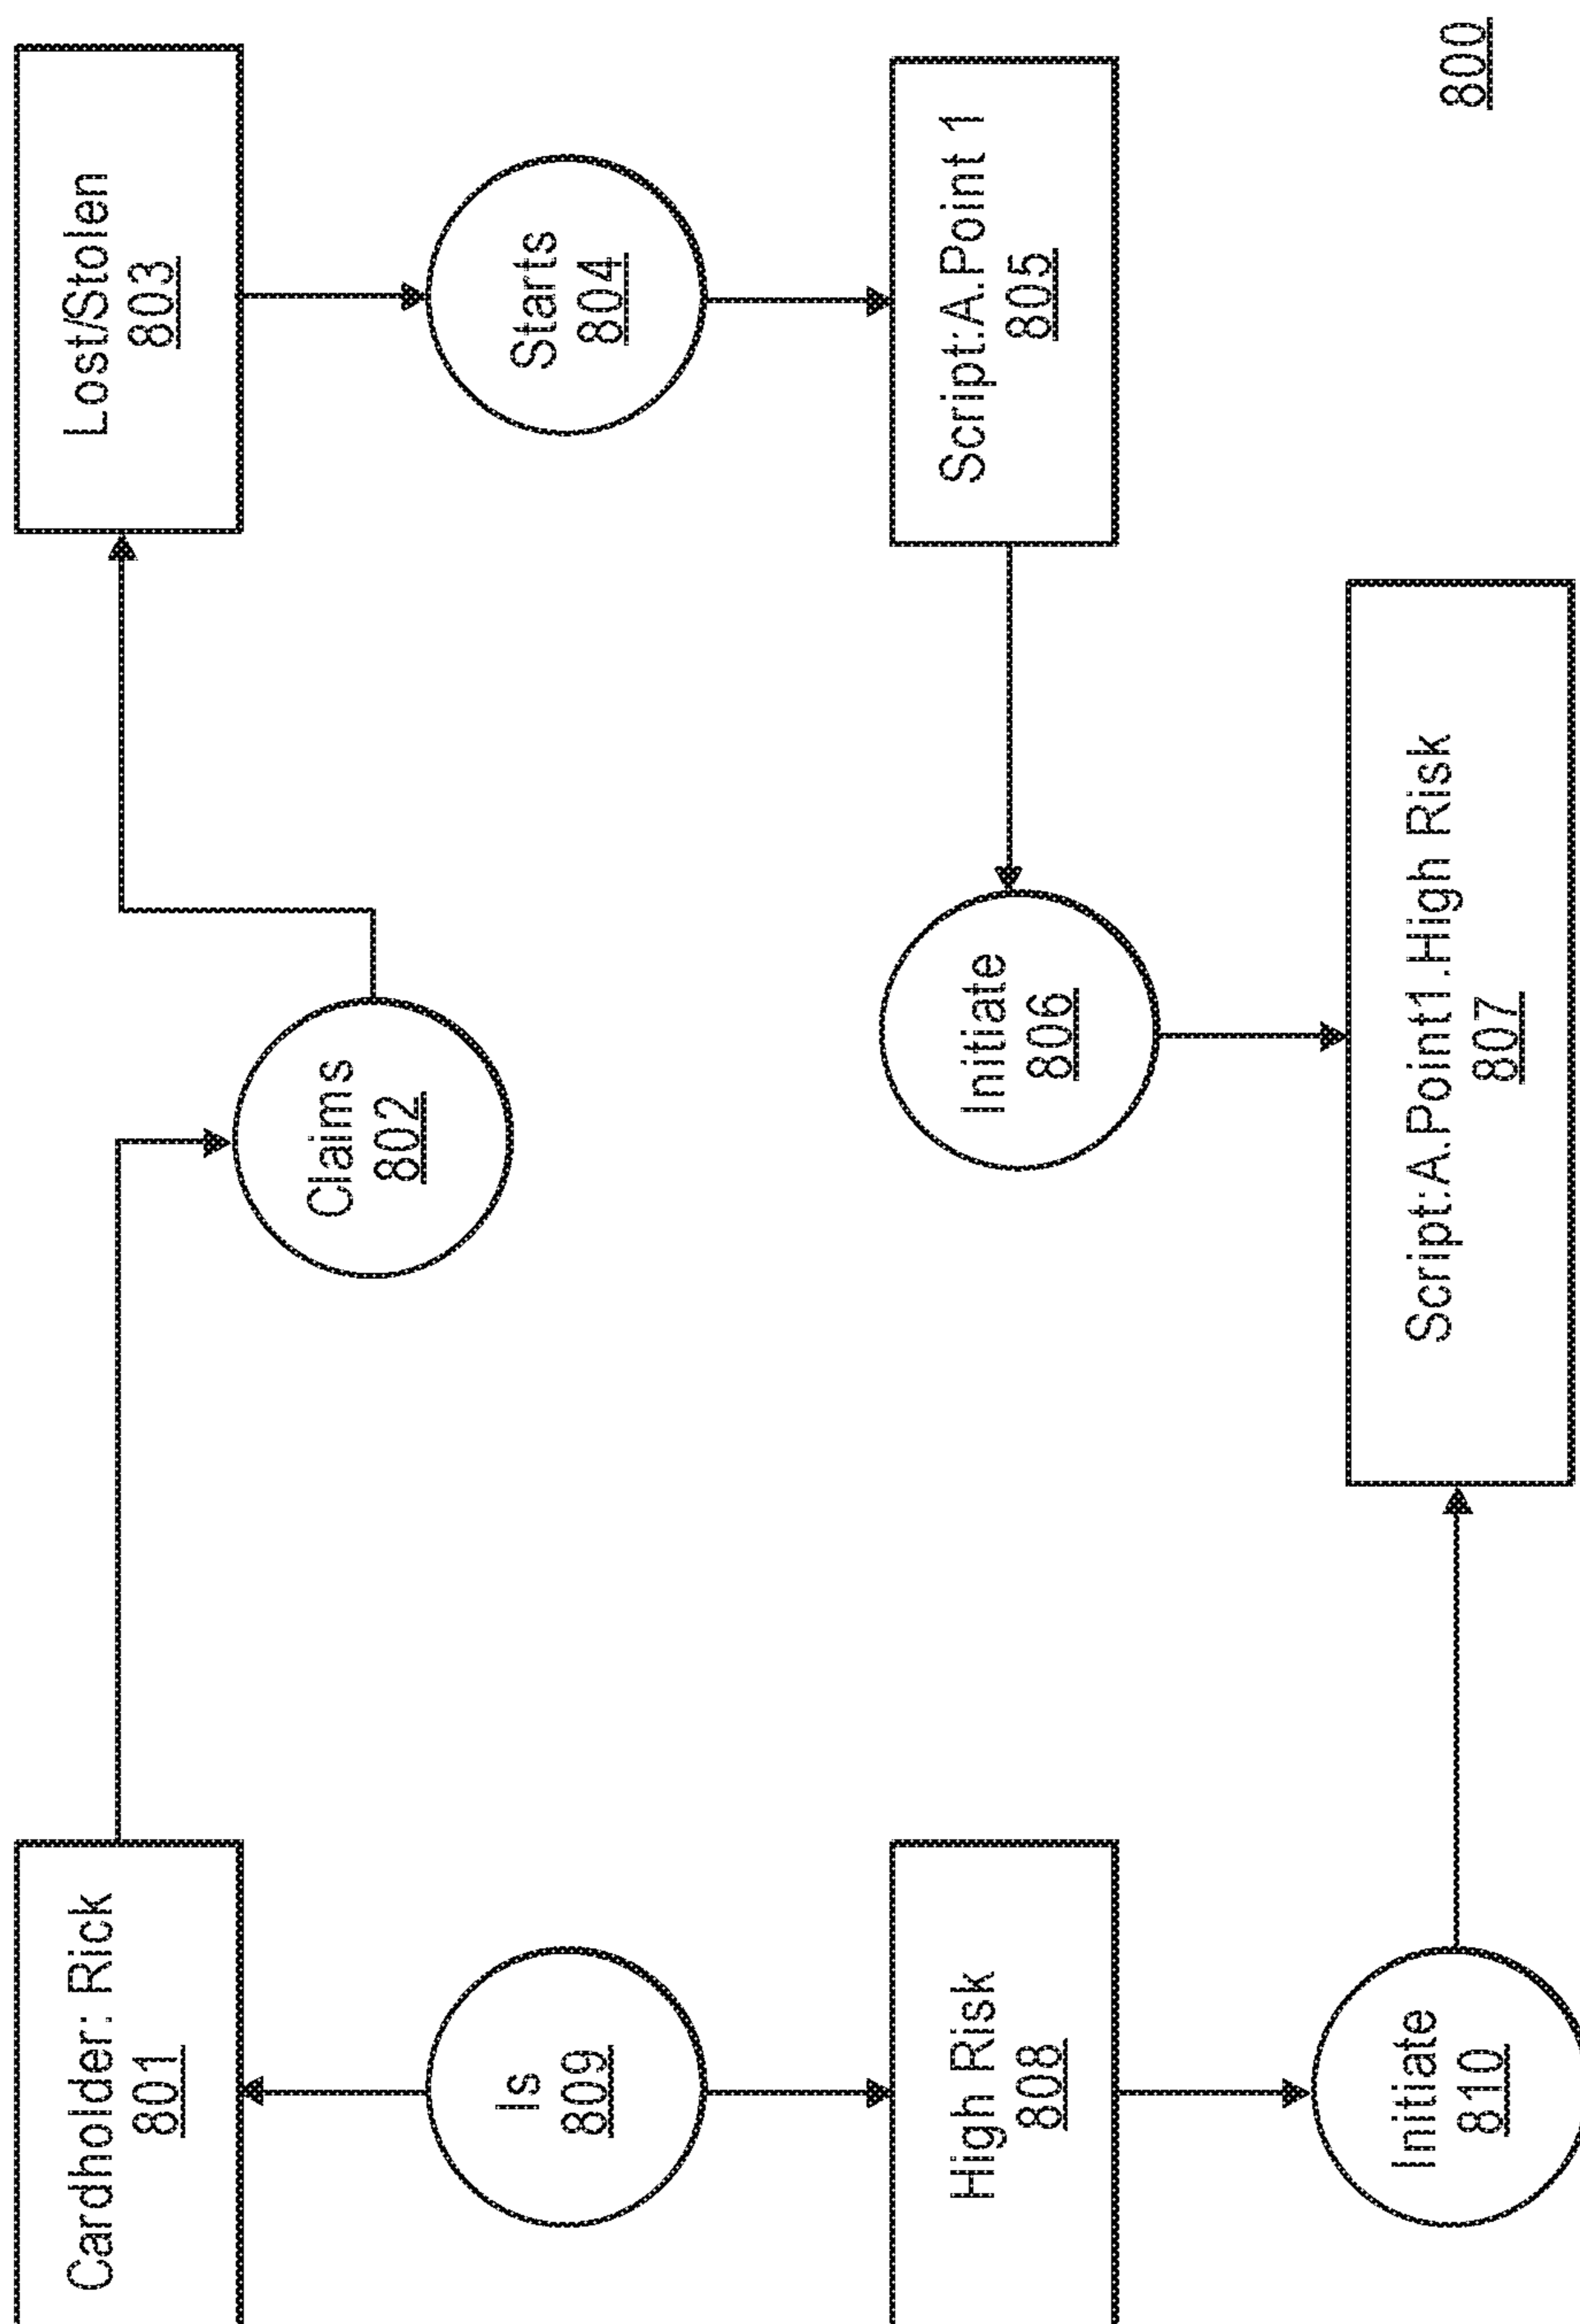 Cardholder: Rick
801
Claims
802
Lost/Stolen
803
Is
809
Starts
804
High Risk
808
Initiate
806
Script:A.Point 1
805
Initiate
810
Script:A.Point1.High Risk
807
800